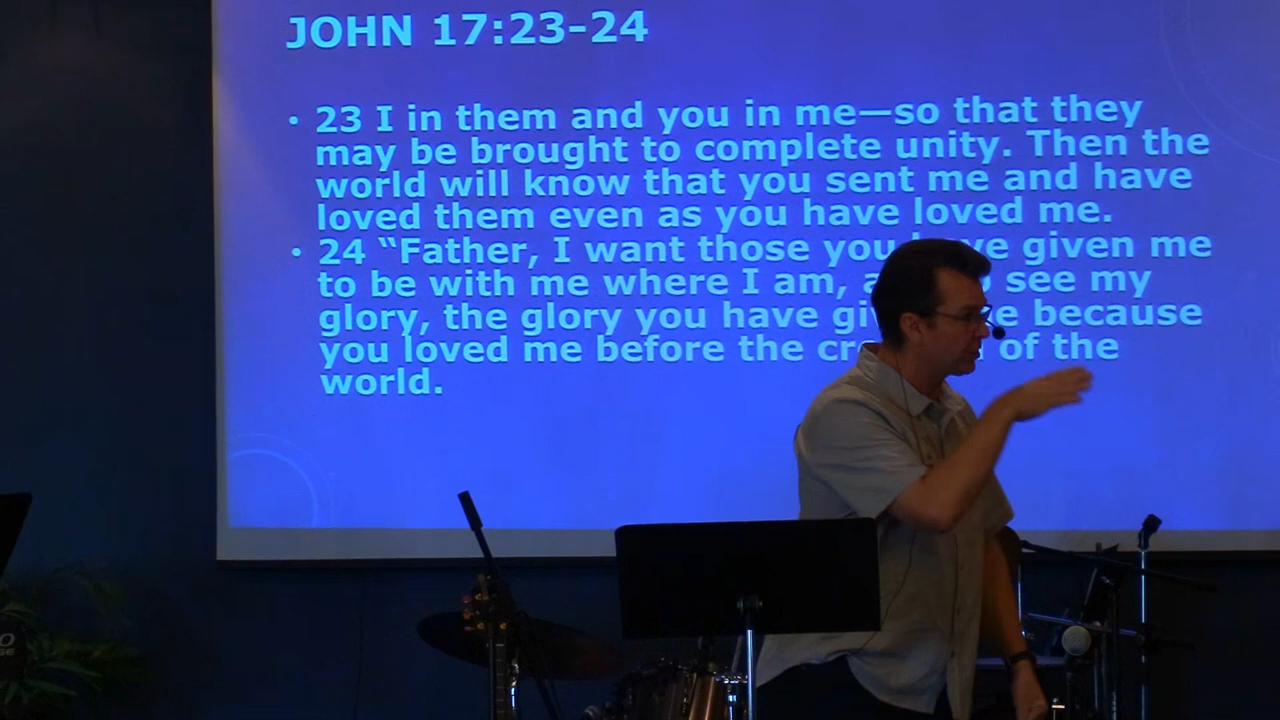 JOHN 17:23-24
• 23 I in them and you in me—so that they
may be brought to complete unity. Then the
world will know that you sent me and have
loved them even as you have loved me.
• 24 “Father, I want those you given me
to be with me where I am, see my
glory, the glory you have because
you loved me before the of the
world.